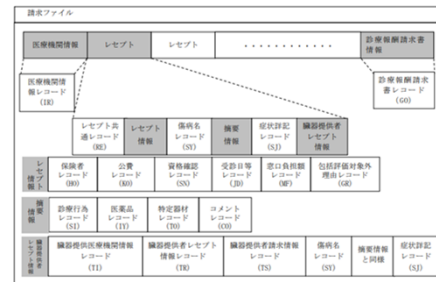 請求ファイル
医療機関情報
レセプト
レセプト
・・・・・・・・・・・・
診療報酬請求書
情報
医療機関情
報レコード
(IR)
診療報酬請求
書レコード
(GO)
レセプト共
通レコード
(RE)
レセプト
情報
傷病名
レコード
(SY)
摘要
情報
症状詳記
レコード
(SJ)
臓器提供者
レセプト
情報
レセプト
情報
保険者
レコード
(HO)
公費
レコード
(KO)
資格確認
レコード
(SN)
受診日等
レコード
(JD)
窓口負担額
レコード
(MF)
包括評価対象外
理由レコード
(GR)
摘要
情報
診療行為
レコード
(SI)
医薬品
レコード
(IY)
特定器材
レコード
(TO)
コメント
レコード
(CO)
臓器提供者
レセプト情報
臓器提供医療機関情報
レコード
(TI)
臓器提供者レセプト
情報レコード
(TR)
臓器提供者請求情報
レコード
(TS)
傷病名
レコード
(SY)
摘要情報
と同様
症状詳記
レコード
(SJ)